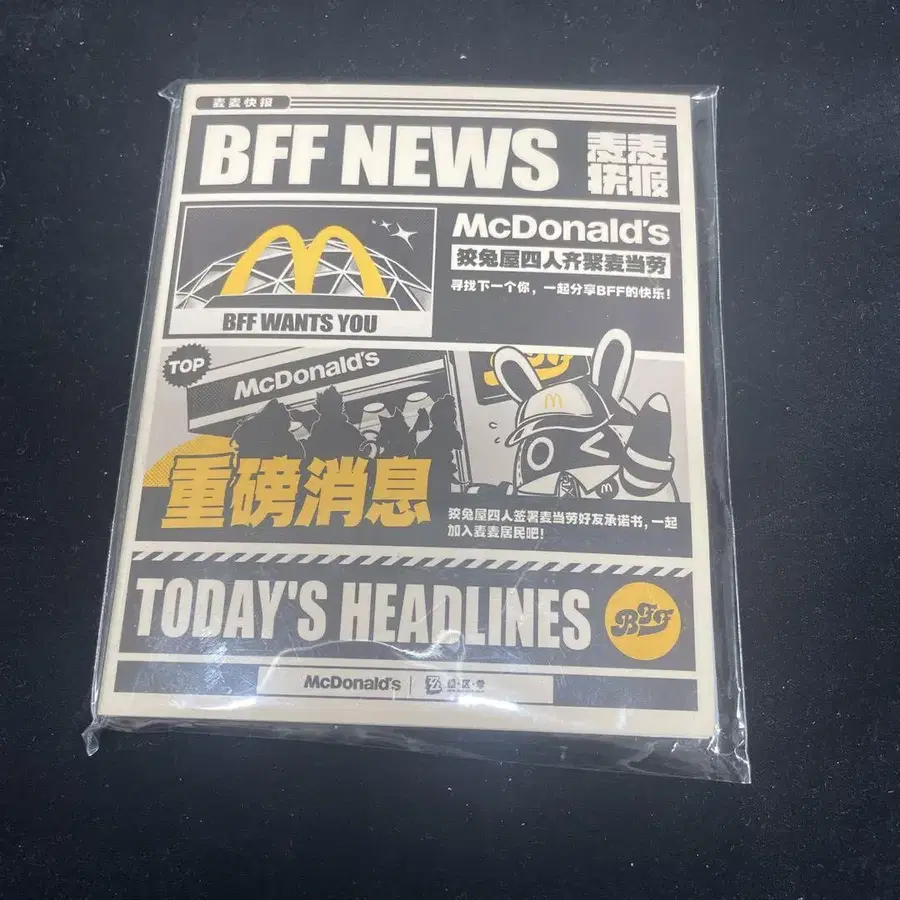 麦麦快报
BFF NEWS
麦麦
快报
McDonald's
狡兔屋四人齐聚麦当劳
寻找下一个你，一起分享BFF的快乐！
BFF WANTS YOU
TOP
McDonald's
重磅消息
狡兔屋四人签署麦当劳好友承诺书，一起
加入麦麦居民吧！
TODAY'S HEADLINES
BFF
McDonald's
绝·区·零